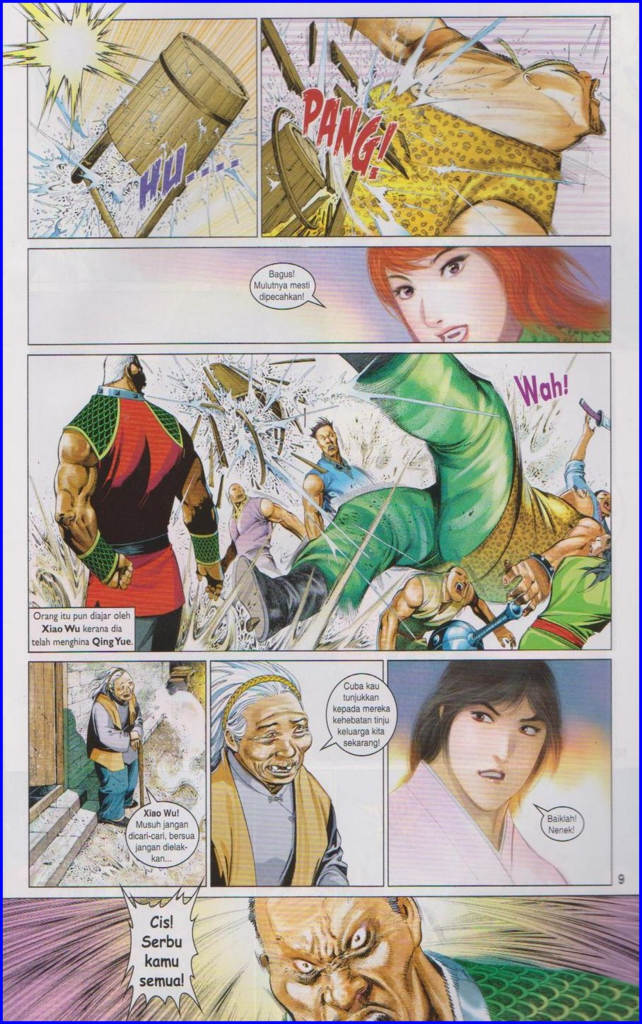 HU....
PANG!
Bagus!
Mulutnya mesti
dipecahkan!
Wah!
Orang itu pun diajar oleh
Xiao Wu kerana dia
telah menghina Qing Yue.
Xiao Wu!
Musuh jangan
dicari-cari, bersua
jangan dielak-
kan...
Cuba kau
tunjukkan
kepada mereka
kehebatan tinju
keluarga kita
sekarang!
Baiklah!
Nenek!
9
Cis!
Serbu
kamu
semua!